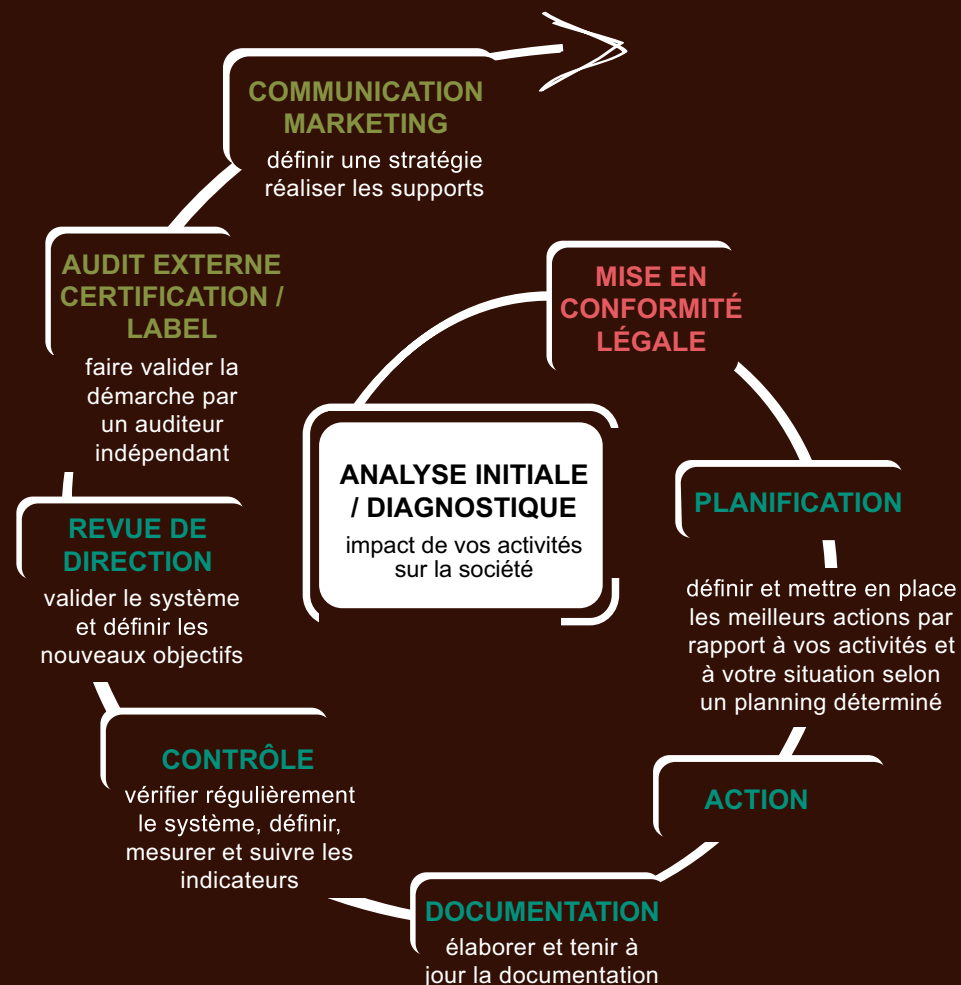 COMMUNICATION
MARKETING
définir une stratégie
réaliser les supports
AUDIT EXTERNE
CERTIFICATION /
LABEL
faire valider la
démarche par
un auditeur
indépendant
MISE EN
CONFORMITÉ
LÉGALE
ANALYSE INITIALE
/ DIAGNOSTIQUE
impact de vos activités
sur la société
PLANIFICATION
définir et mettre en place
les meilleurs actions par
rapport à vos activités et
à votre situation selon
un planning déterminé
REVUE DE
DIRECTION
valider le système
et définir les
nouveaux objectifs
CONTRÔLE
vérifier régulièrement
le système, définir,
mesurer et suivre les
indicateurs
ACTION
DOCUMENTATION
élaborer et tenir à
jour la documentation